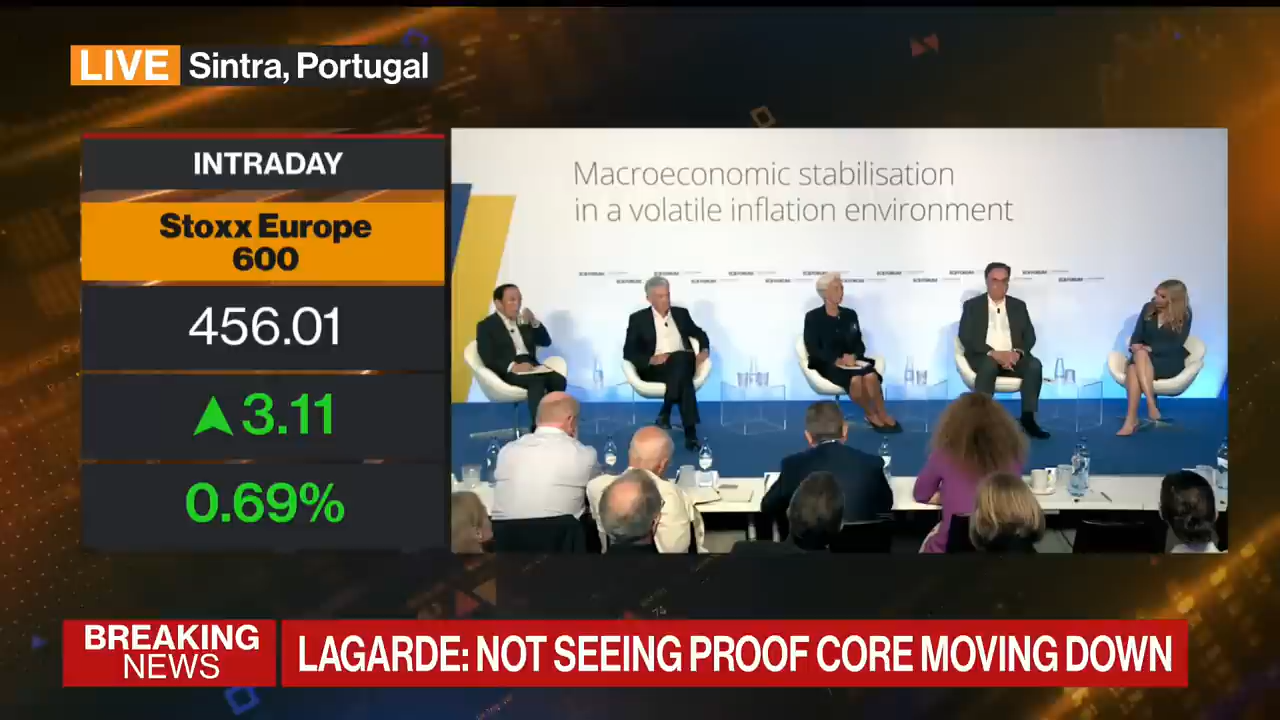 LIVE Sintra, Portugal
INTRADAY
Stoxx Europe
600
456.01
▲3.11
0.69%
Macroeconomic stabilisation
in a volatile inflation environment
BREAKING
NEWS
LAGARDE: NOT SEEING PROOF CORE MOVING DOWN